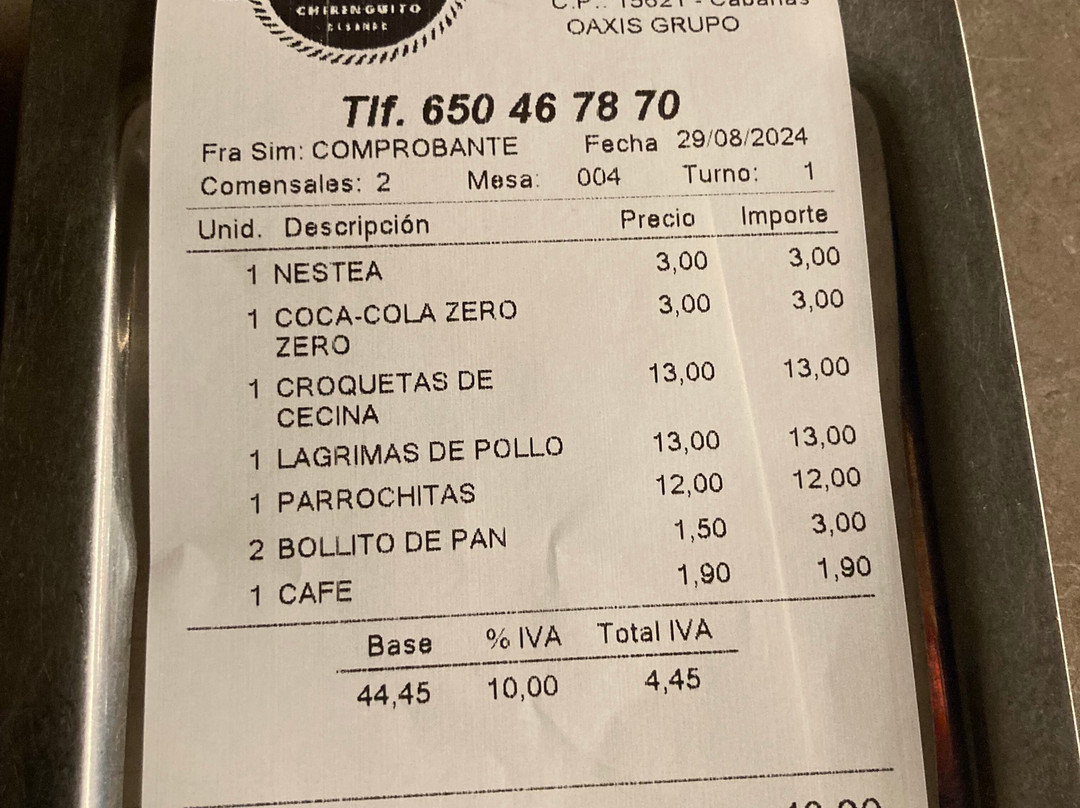 CHIRENGUITO
C.P.: 15621 - Cabanas
OAXIS GRUPO
Tlf. 650 46 78 70
Fra Sim: COMPROBANTE Fecha 29/08/2024
Comensales: 2 Mesa: 004 Turno: 1
Unid. Descripción Precio Importe
1 NESTEA 3,00 3,00
1 COCA-COLA ZERO 3,00 3,00
ZERO
1 CROQUETAS DE 13,00 13,00
CECINA
1 LAGRIMAS DE POLLO 13,00 13,00
1 PARROCHITAS 12,00 12,00
2 BOLLITO DE PAN 1,50 3,00
1 CAFE 1,90 1,90
Base % IVA Total IVA
44,45 10,00 4,45